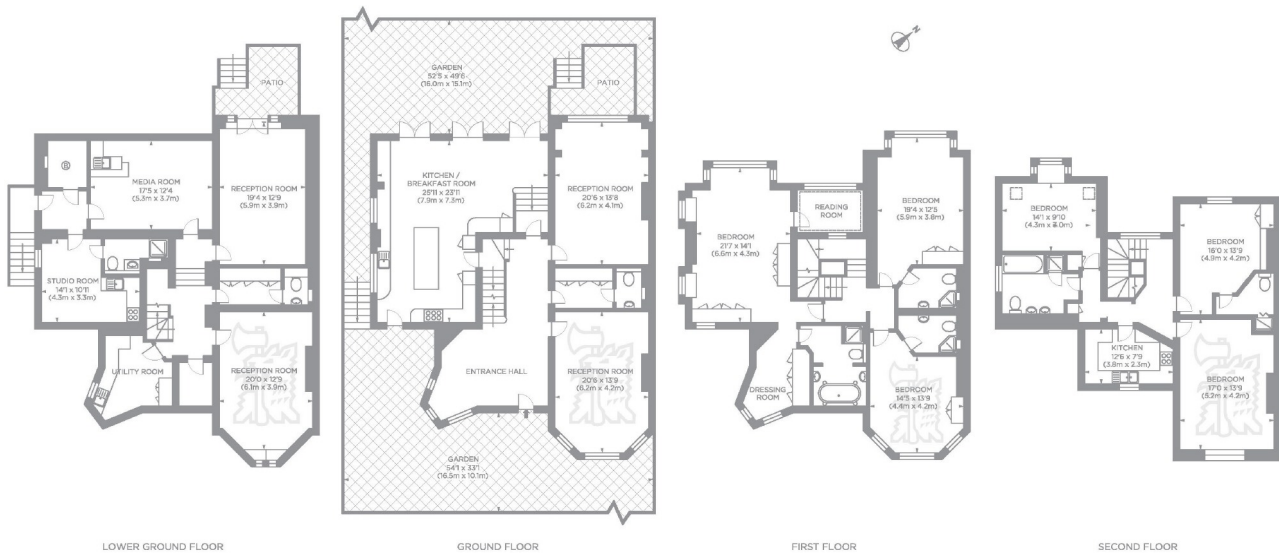 N
PATIO
B
MEDIA ROOM
17'5 x 12'4
(5.3m x 3.7m)
RECEPTION ROOM
19'4 x 12'9
(5.9m x 3.9m)
STUDIO ROOM
14'1 x 10'11
(4.3m x 3.3m)
UTILITY ROOM
RECEPTION ROOM
20'0 x 12'9
(6.1m x 3.9m)
LOWER GROUND FLOOR
GARDEN
52'5 x 49'6
(16.0m x 15.1m)
PATIO
KITCHEN /
BREAKFAST ROOM
25'11 x 23'11
(7.9m x 7.3m)
RECEPTION ROOM
20'6 x 13'8
(6.2m x 4.1m)
ENTRANCE HALL
RECEPTION ROOM
20'6 x 13'9
(6.2m x 4.2m)
GARDEN
54'1 x 33'1
(16.5m x 10.1m)
GROUND FLOOR
BEDROOM
21'7 x 14'1
(6.6m x 4.3m)
READING
ROOM
BEDROOM
19'4 x 12'5
(5.9m x 3.8m)
DRESSING
ROOM
BEDROOM
14'5 x 13'9
(4.4m x 4.2m)
FIRST FLOOR
BEDROOM
14'1 x 9'10
(4.3m x 3.0m)
BEDROOM
16'0 x 13'9
(4.9m x 4.2m)
KITCHEN
12'6 x 7'9
(3.8m x 2.3m)
BEDROOM
17'0 x 13'9
(5.2m x 4.2m)
SECOND FLOOR